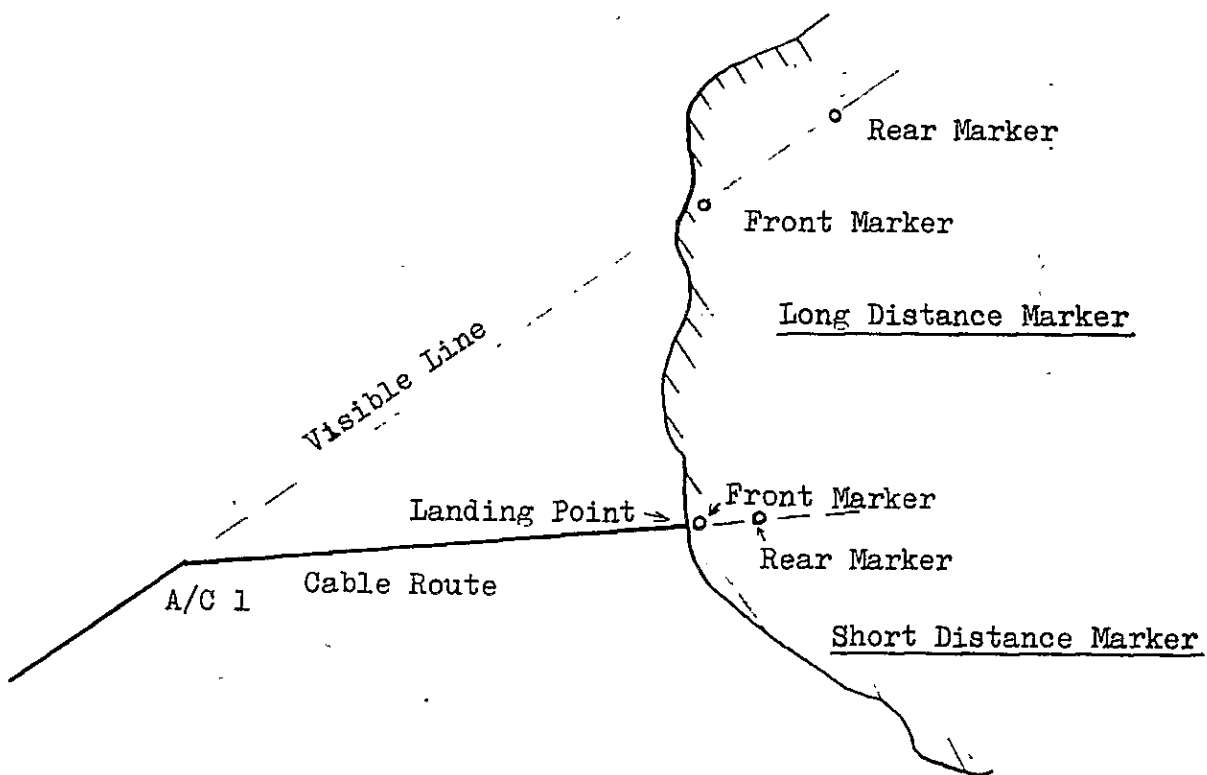 Rear Marker
Front Marker
Long Distance Marker
Visible Line
Landing Point
Front Marker
Rear Marker
Cable Route
A/C 1
Short Distance Marker